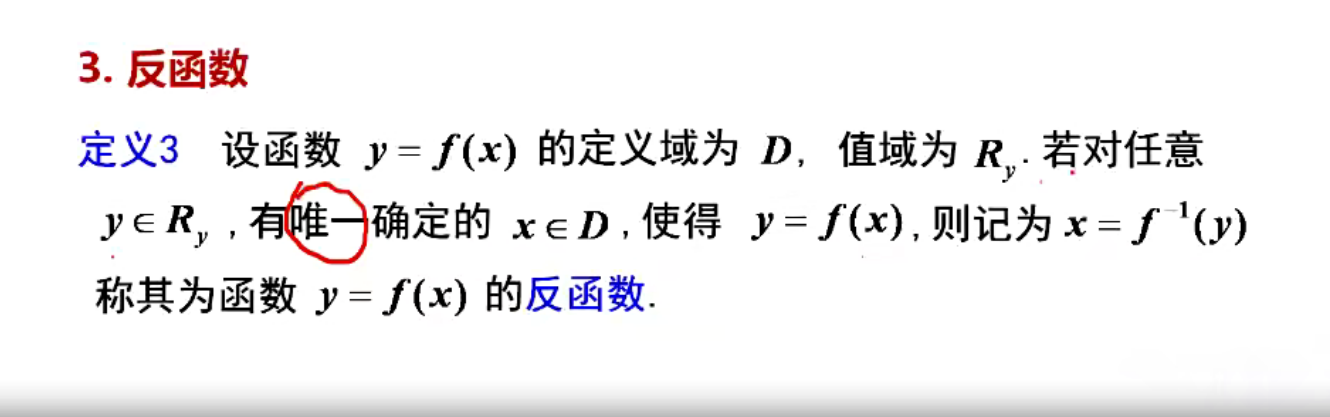 3. 反函数
定义3 设函数 y = f(x) 的定义域为 D, 值域为 R_y. 若对任意
y ∈ R_y , 有唯一确定的 x ∈ D , 使得 y = f(x), 则记为 x = f⁻¹(y)
称其为函数 y = f(x) 的反函数.